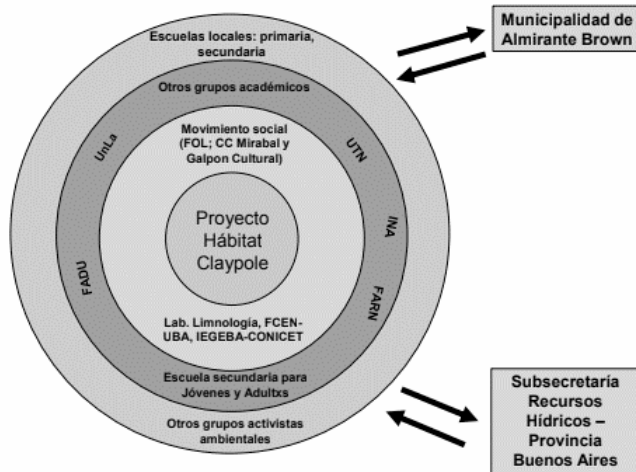 Escuelas locales: primaria,
secundaria
Municipalidad de
Almirante Brown
Otros grupos académicos
Movimiento social
(FOL; CC Mirabal y
Galpon Cultural)
UnLa
UTN
INA
Proyecto
Hábitat
Claypole
FADU
FARN
Lab. Limnología, FCEN-
UBA, IEGEBA-CONICET
Escuela secundaria para
Jóvenes y Adultxs
Otros grupos activistas
ambientales
Subsecretaría
Recursos
Hídricos –
Provincia
Buenos Aires